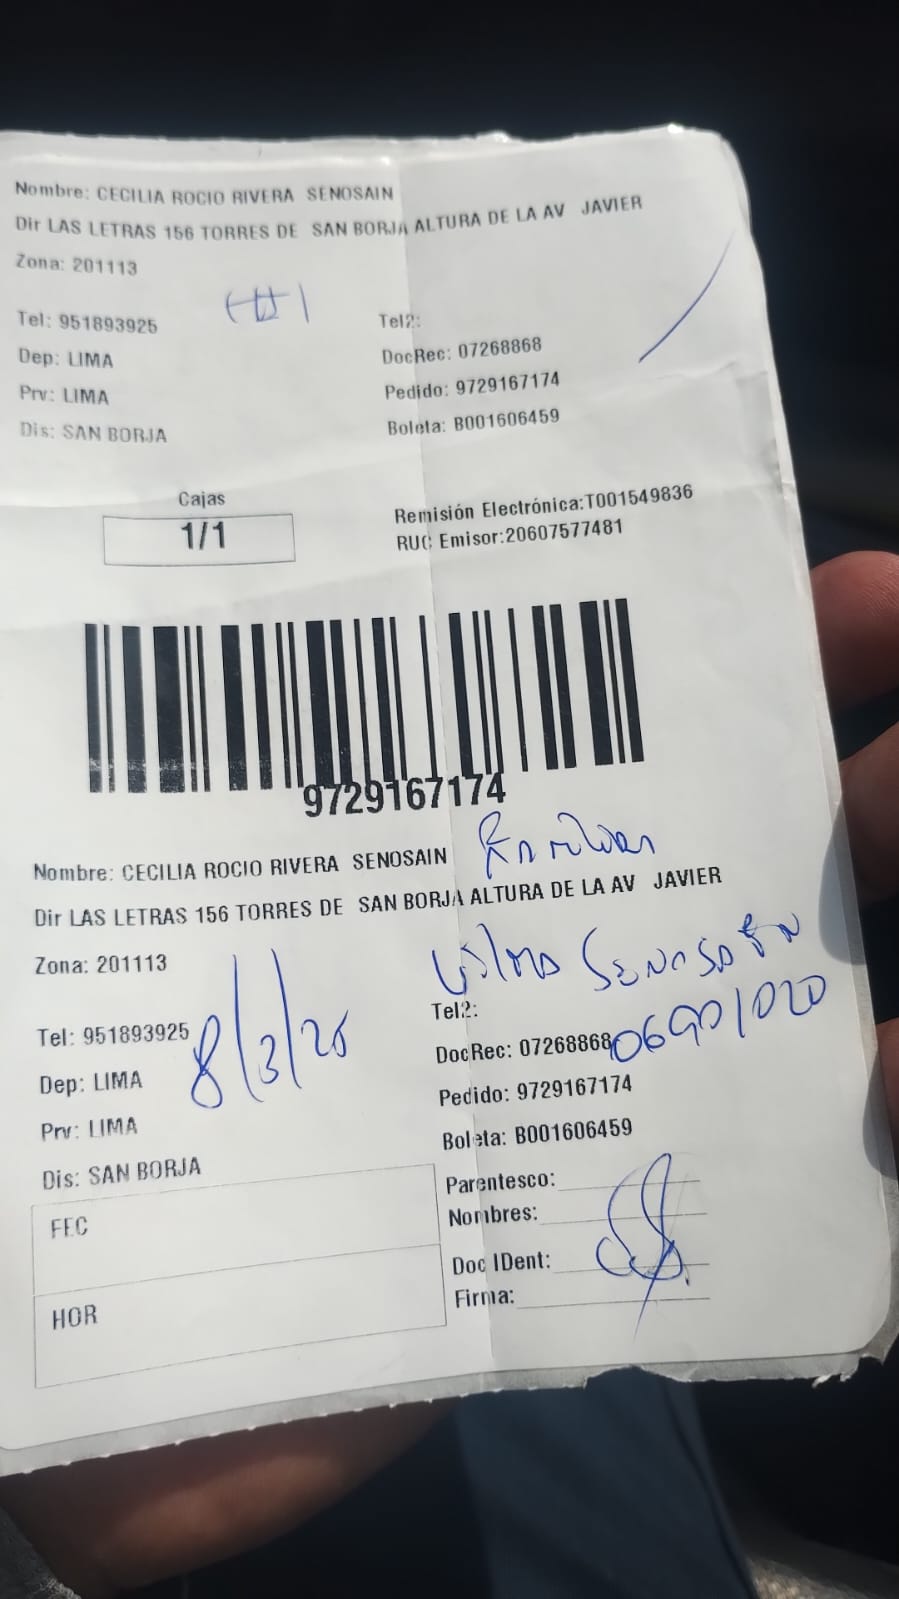 Nombre: CECILIA ROCIO RIVERA SENOSAIN
Dir LAS LETRAS 156 TORRES DE SAN BORJA ALTURA DE LA AV JAVIER
Zona: 201113
Tel: 951893925
Tel2:
Dep: LIMA
DocRec: 07268868
Prv: LIMA
Pedido: 9729167174
Dis: SAN BORJA
Boleta: B001606459
Cajas
1/1
Remisión Electrónica:T001549836
RUC Emisor:20607577481
9729167174
Nombre: CECILIA ROCIO RIVERA SENOSAIN
Dir LAS LETRAS 156 TORRES DE SAN BORJA ALTURA DE LA AV JAVIER
Zona: 201113
SENOSAIN
Tel2:
Tel: 951893925 8/3/26
DocRec: 07268868 06901020
Dep: LIMA
Pedido: 9729167174
Prv: LIMA
Boleta: B001606459
Dis: SAN BORJA
Parentesco:
FEC
Nombres:
Doc IDent:
HOR
Firma: